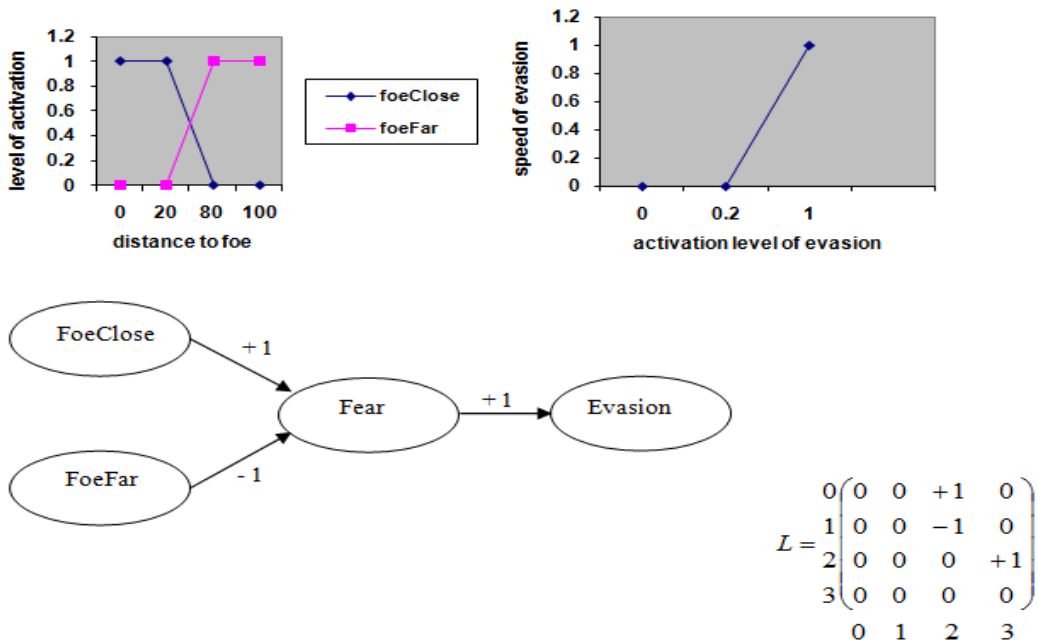 1.2
1
0.8
0.6
0.4
0.2
0
level of activation
0 20 80 100
distance to foe
foeClose
foeFar
1.2
1
0.8
0.6
0.4
0.2
0
speed of evasion
0 0.2 1
activation level of evasion
FoeClose
+ 1
Fear
+ 1
Evasion
FoeFar
- 1
0 0 0 +1 0
1 0 0 −1 0
L =
2 0 0 0 +1
3 0 0 0 0
0 1 2 3